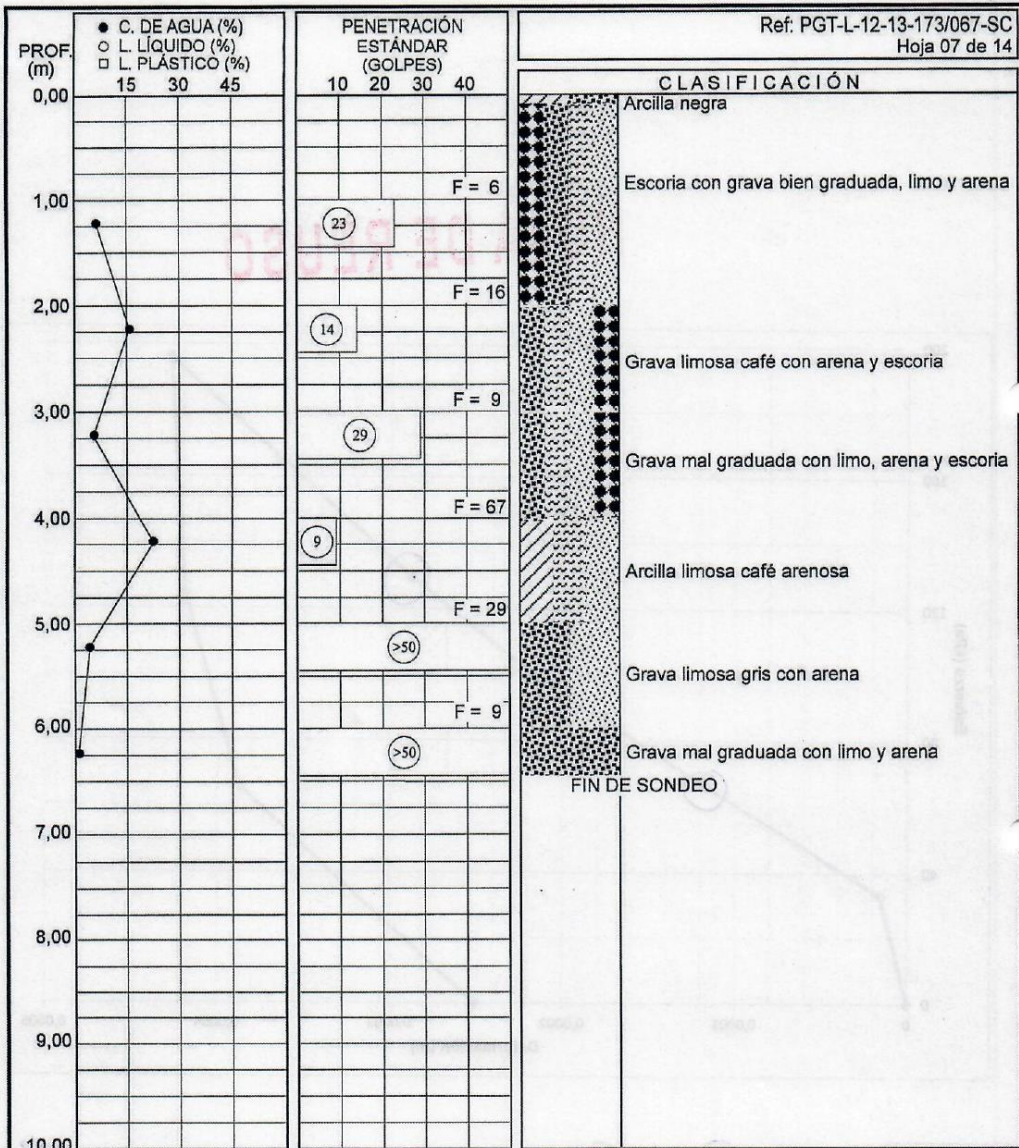 Ref: PGT-L-12-13-173/067-SC
Hoja 07 de 14
PROF.
(m)
● C. DE AGUA (%)
○ L. LÍQUIDO (%)
□ L. PLÁSTICO (%)
15 30 45
PENETRACIÓN
ESTÁNDAR
(GOLPES)
10 20 30 40
CLASIFICACIÓN
0,00
Arcilla negra
Escoria con grava bien graduada, limo y arena
F = 6
1,00
23
F = 16
2,00
14
Grava limosa café con arena y escoria
F = 9
3,00
29
Grava mal graduada con limo, arena y escoria
F = 67
4,00
9
Arcilla limosa café arenosa
F = 29
5,00
>50
Grava limosa gris con arena
F = 9
6,00
>50
Grava mal graduada con limo y arena
FIN DE SONDEO
7,00
8,00
9,00
10,00